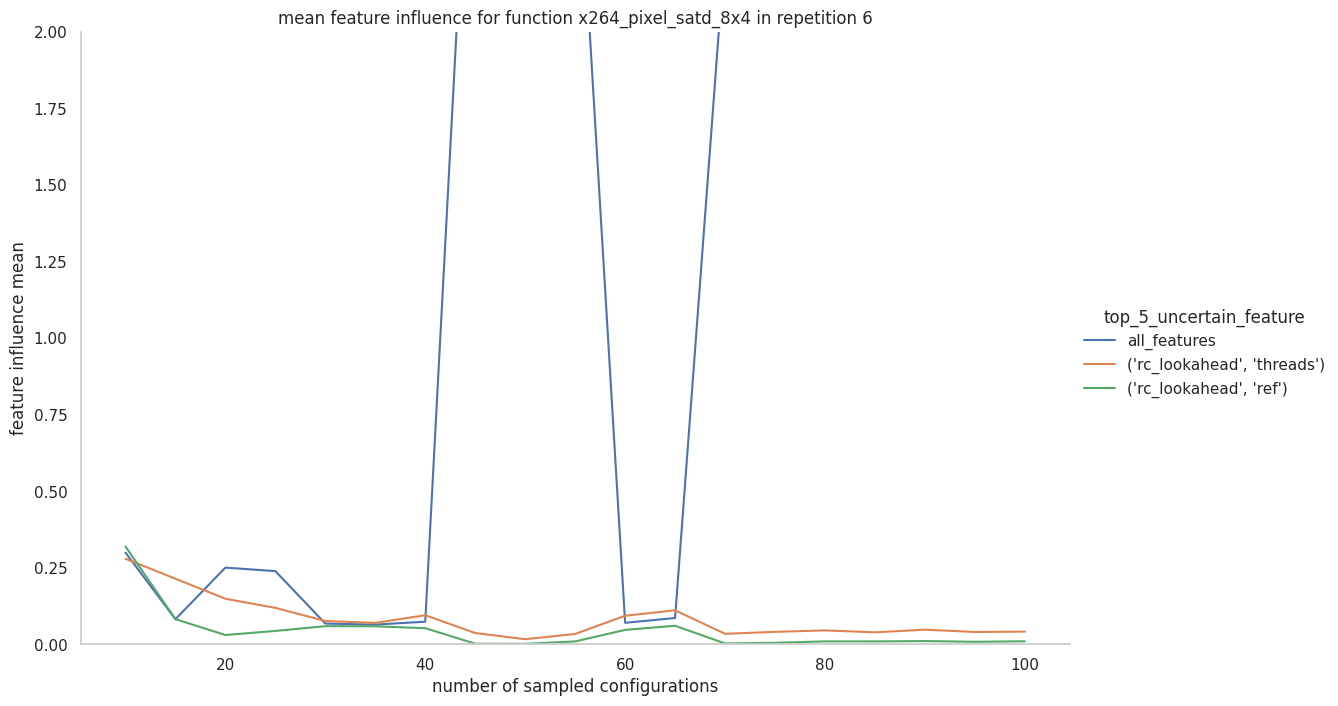 mean feature influence for function x264_pixel_satd_8x4 in repetition 6
2.00
1.75
1.50
1.25
1.00
0.75
0.50
0.25
0.00
feature influence mean
20
40
60
80
100
number of sampled configurations
top_5_uncertain_feature
all_features
('rc_lookahead', 'threads')
('rc_lookahead', 'ref')